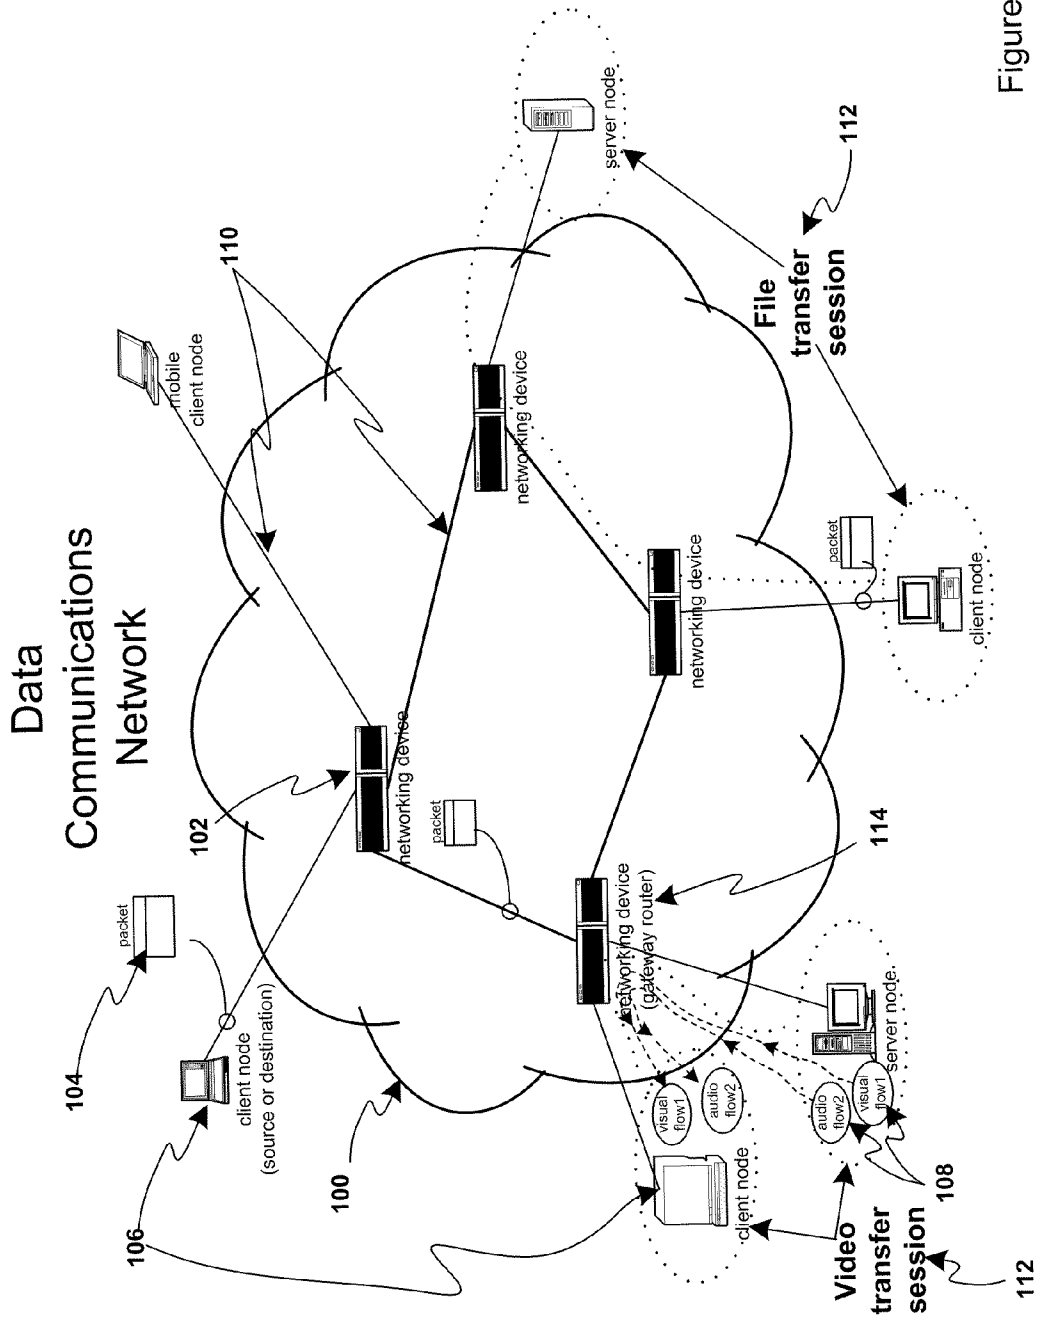 Data
Communications
Network
110
mobile
client node
server node
112
File
transfer
session
networking device
104
packet
102
networking device
packet
106
client node
(source or destination)
100
networking device
packet
client node
networking device
(gateway router)
114
visual
flow1
audio
flow2
client node
server node
audio
flow2
visual
flow1
108
Video
transfer
session
112
Figure